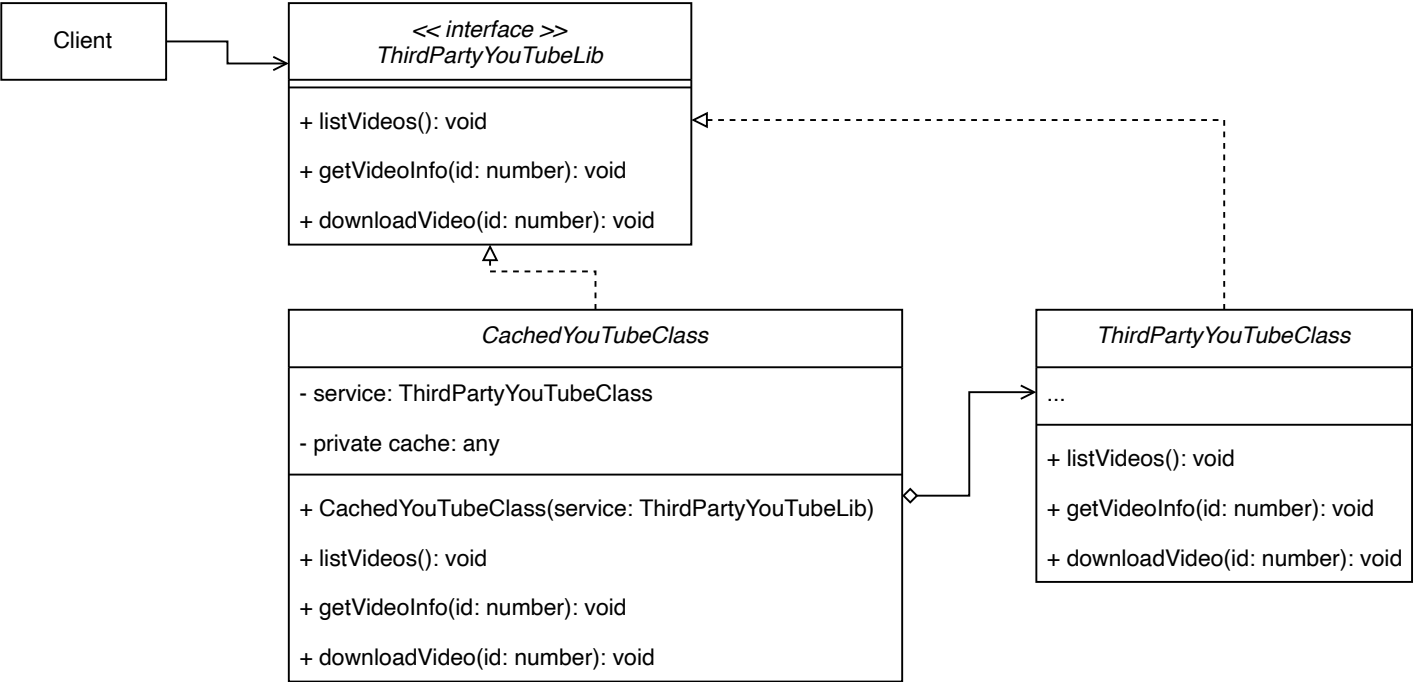 Client
<< interface >>
ThirdPartyYouTubeLib
+ listVideos(): void
+ getVideoInfo(id: number): void
+ downloadVideo(id: number): void
CachedYouTubeClass
- service: ThirdPartyYouTubeClass
- private cache: any
+ CachedYouTubeClass(service: ThirdPartyYouTubeLib)
+ listVideos(): void
+ getVideoInfo(id: number): void
+ downloadVideo(id: number): void
ThirdPartyYouTubeClass
...
+ listVideos(): void
+ getVideoInfo(id: number): void
+ downloadVideo(id: number): void